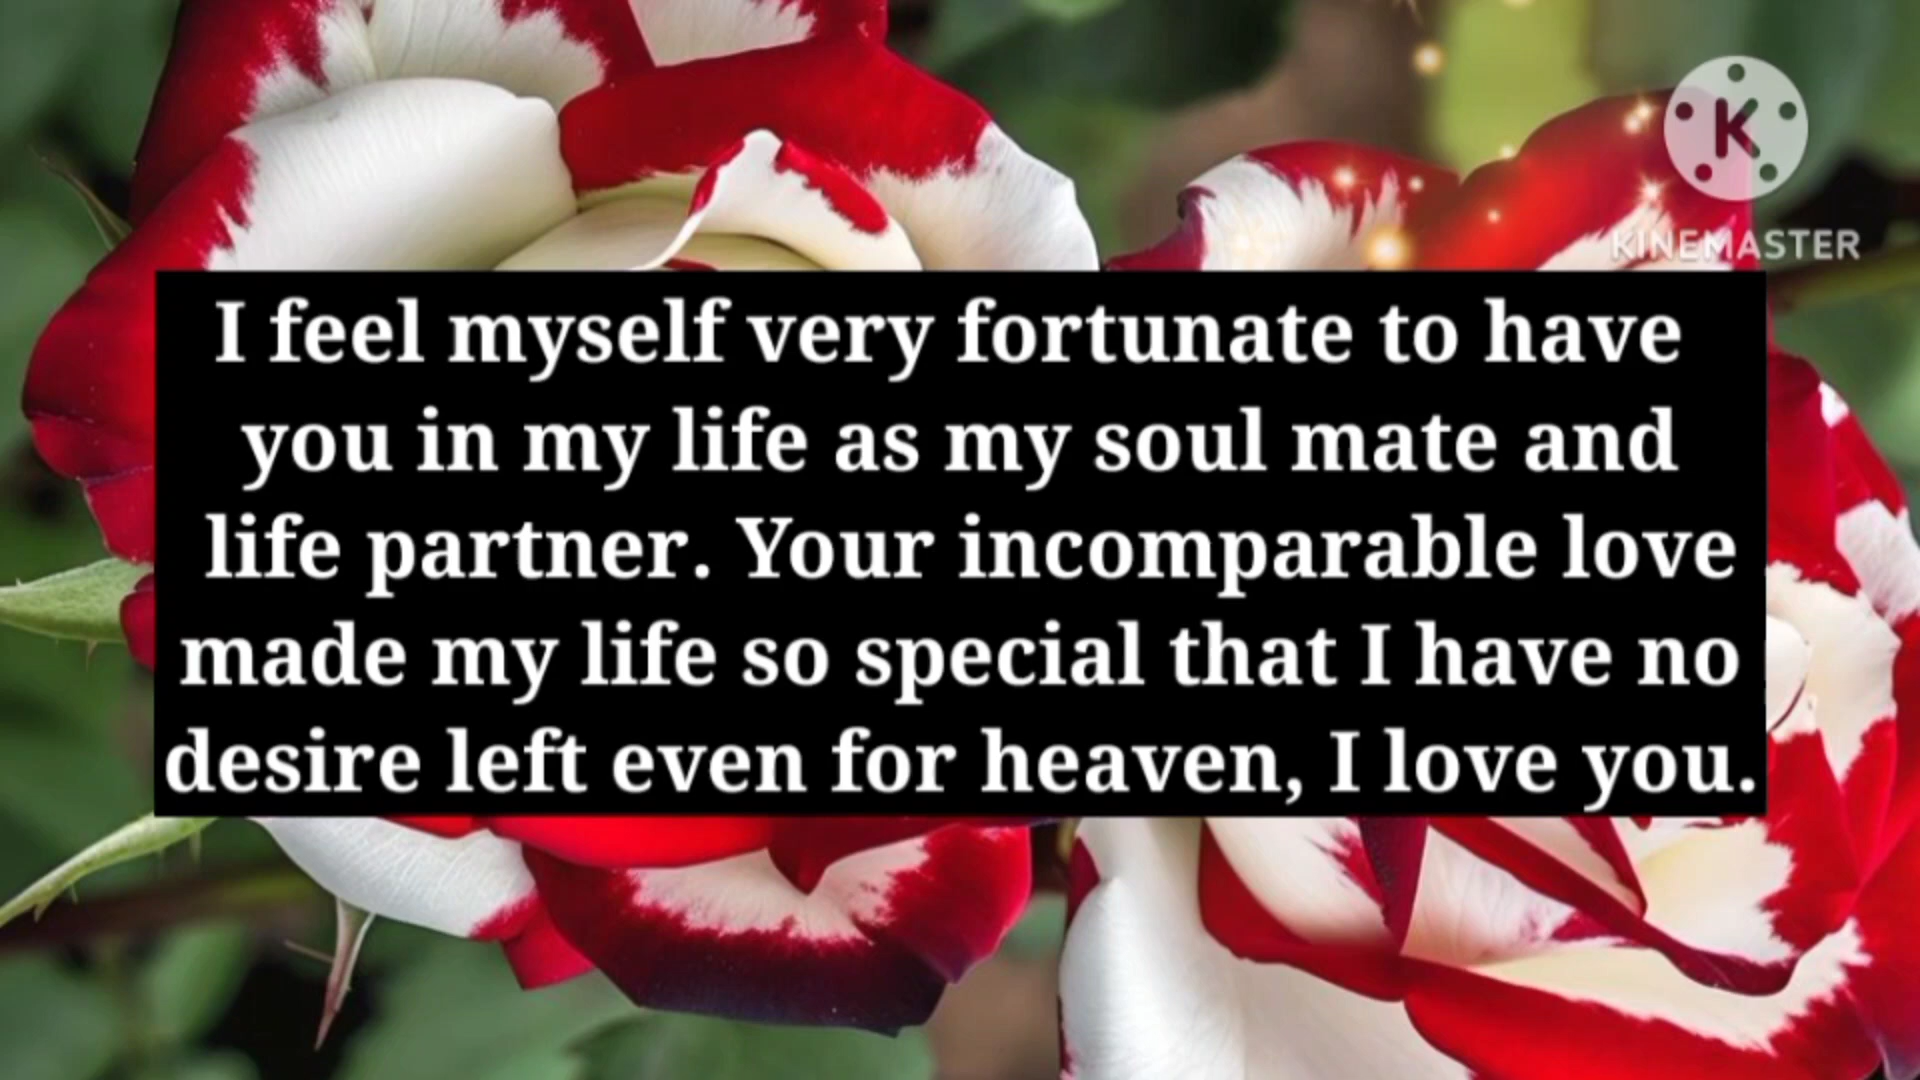 K
KINEMASTER
I feel myself very fortunate to have
you in my life as my soul mate and
life partner. Your incomparable love
made my life so special that I have no
desire left even for heaven, I love you.